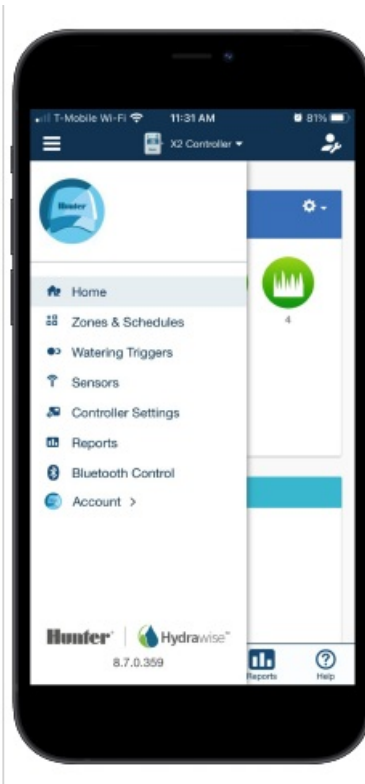 T-Mobile Wi-Fi 11:31 AM 81%
X2 Controller
Hunter
Home
4
Zones & Schedules
Watering Triggers
Sensors
Controller Settings
Reports
Bluetooth Control
Account >
Hunter® Hydrawise™
8.7.0.359
Reports Help